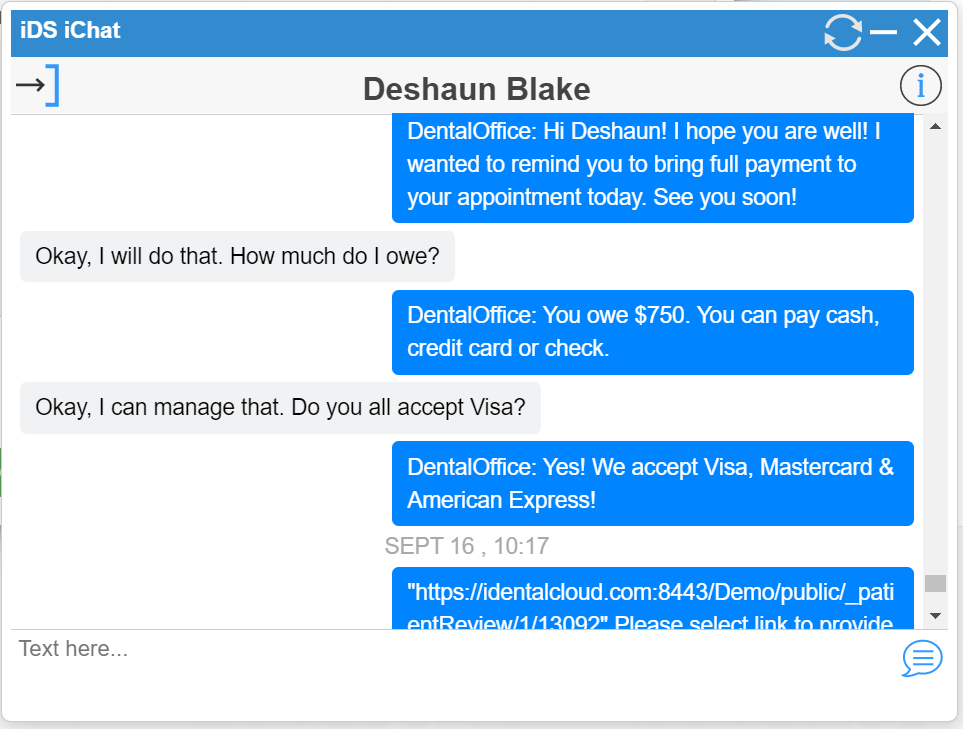 iDS iChat
Deshaun Blake
DentalOffice: Hi Deshaun! I hope you are well! I
wanted to remind you to bring full payment to
your appointment today. See you soon!
Okay, I will do that. How much do I owe?
DentalOffice: You owe $750. You can pay cash,
credit card or check.
Okay, I can manage that. Do you all accept Visa?
DentalOffice: Yes! We accept Visa, Mastercard &
American Express!
SEPT 16 , 10:17
"https://identalcloud.com:8443/Demo/public/_pati
entReview/1/13092" Please select link to provide
Text here...